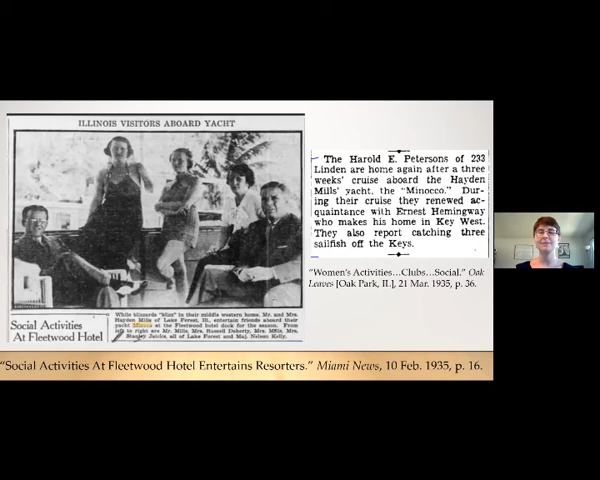 ILLINOIS VISITORS ABOARD YACHT
While blizzards "blizz" in their middle western home, Mr. and Mrs.
Hayden Mills of Lake Forest, Ill., entertain friends aboard their
yacht Minoco at the Fleetwood hotel dock for the season. From
left to right are Mr. Mills, Mrs. Russell Doherty, Mrs. Mills, Mrs.
Stanley Juicks, all of Lake Forest and Maj. Nelson Kelly.
Social Activities
At Fleetwood Hotel
The Harold E. Petersons of 233
Linden are home again after a three
weeks' cruise aboard the Hayden
Mills' yacht, the "Minocco." Dur-
ing their cruise they renewed ac-
quaintance with Ernest Hemingway
who makes his home in Key West.
They also report catching three
sailfish off the Keys.
"Women's Activities…Clubs…Social." Oak
Leaves [Oak Park, IL], 21 Mar. 1935, p. 36.
"Social Activities At Fleetwood Hotel Entertains Resorters." Miami News, 10 Feb. 1935, p. 16.